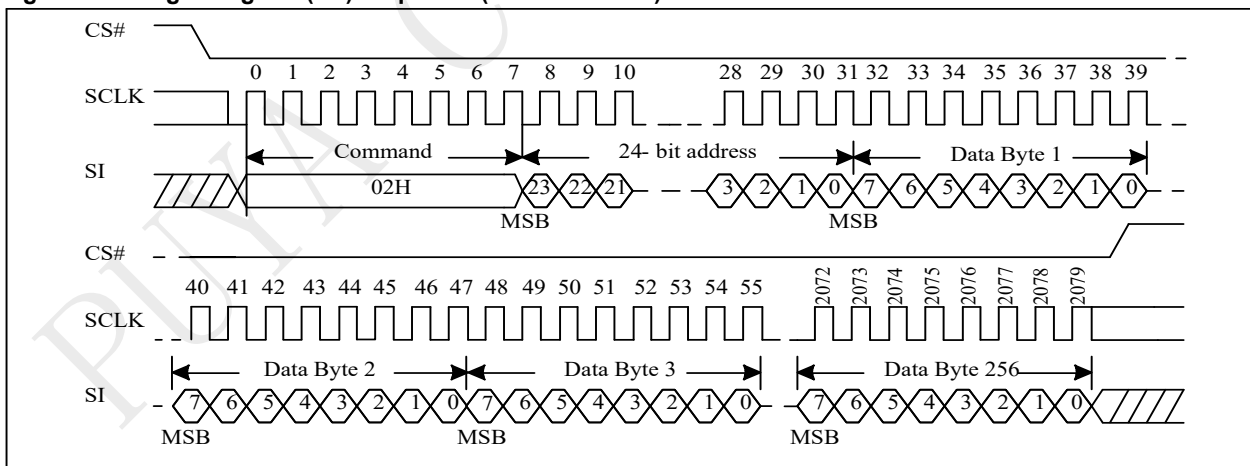 CS#
0 1 2 3 4 5 6 7 8 9 10 28 29 30 31 32 33 34 35 36 37 38 39
SCLK
Command 24- bit address Data Byte 1
SI
02H 23 22 21 3 2 1 0 7 6 5 4 3 2 1 0
MSB MSB
CS#
40 41 42 43 44 45 46 47 48 49 50 51 52 53 54 55 2072 2073 2074 2075 2076 2077 2078 2079
SCLK
Data Byte 2 Data Byte 3 Data Byte 256
SI
7 6 5 4 3 2 1 0 7 6 5 4 3 2 1 0 7 6 5 4 3 2 1 0
MSB MSB MSB
PUYA C